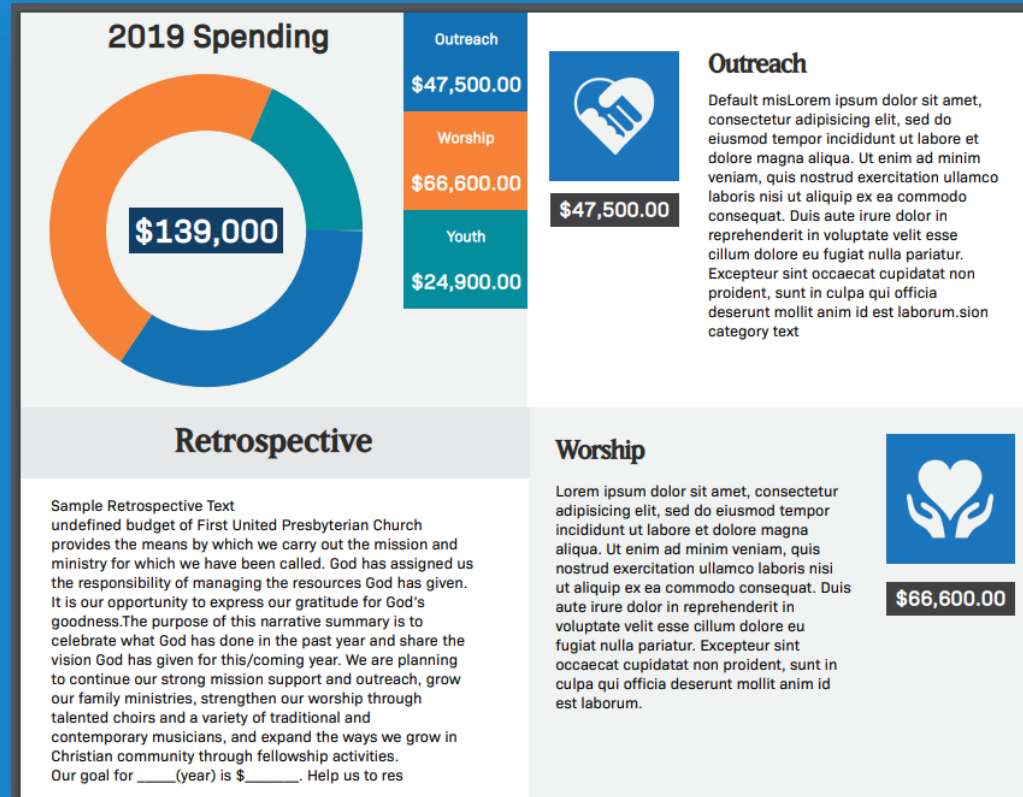 2019 Spending
$139,000
Outreach
$47,500.00
Worship
$66,600.00
Youth
$24,900.00
$47,500.00
Outreach
Default misLorem ipsum dolor sit amet,
consectetur adipisicing elit, sed do
eiusmod tempor incididunt ut labore et
dolore magna aliqua. Ut enim ad minim
veniam, quis nostrud exercitation ullamco
laboris nisi ut aliquip ex ea commodo
consequat. Duis aute irure dolor in
reprehenderit in voluptate velit esse
cillum dolore eu fugiat nulla pariatur.
Excepteur sint occaecat cupidatat non
proident, sunt in culpa qui officia
deserunt mollit anim id est laborum.sion
category text
Retrospective
Sample Retrospective Text
undefined budget of First United Presbyterian Church
provides the means by which we carry out the mission and
ministry for which we have been called. God has assigned us
the responsibility of managing the resources God has given.
It is our opportunity to express our gratitude for God's
goodness.The purpose of this narrative summary is to
celebrate what God has done in the past year and share the
vision God has given for this/coming year. We are planning
to continue our strong mission support and outreach, grow
our family ministries, strengthen our worship through
talented choirs and a variety of traditional and
contemporary musicians, and expand the ways we grow in
Christian community through fellowship activities.
Our goal for _____(year) is $_______. Help us to res
Worship
Lorem ipsum dolor sit amet, consectetur
adipisicing elit, sed do eiusmod tempor
incididunt ut labore et dolore magna
aliqua. Ut enim ad minim veniam, quis
nostrud exercitation ullamco laboris nisi
ut aliquip ex ea commodo consequat. Duis
aute irure dolor in reprehenderit in
voluptate velit esse cillum dolore eu
fugiat nulla pariatur. Excepteur sint
occaecat cupidatat non proident, sunt in
culpa qui officia deserunt mollit anim id
est laborum.
$66,600.00